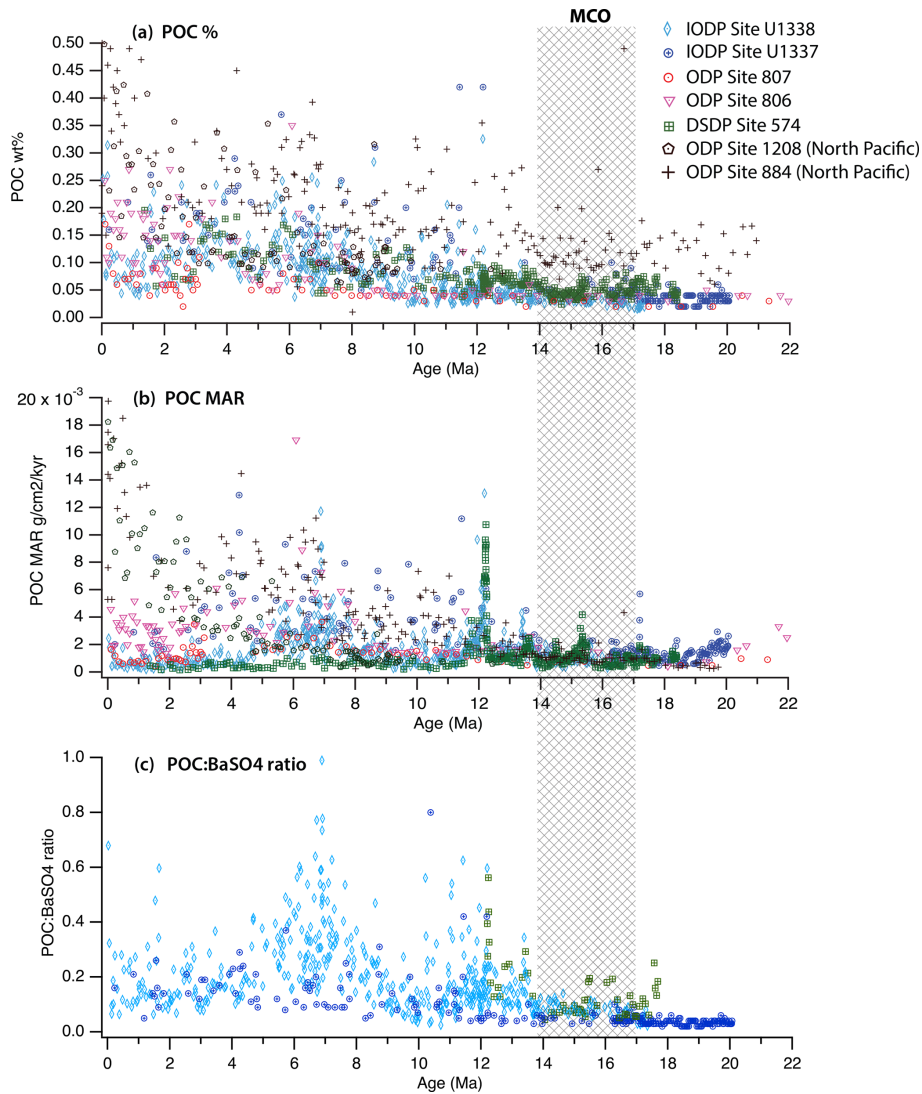 MCO
(a) POC %
IODP Site U1338
IODP Site U1337
ODP Site 807
ODP Site 806
DSDP Site 574
ODP Site 1208 (North Pacific)
ODP Site 884 (North Pacific)
POC wt%
0.50
0.45
0.40
0.35
0.30
0.25
0.20
0.15
0.10
0.05
0.00
0 2 4 6 8 10 12 14 16 18 20 22
Age (Ma)
(b) POC MAR
POC MAR g/cm2/kyr
20 x 10⁻³
18
16
14
12
10
8
6
4
2
0
0 2 4 6 8 10 12 14 16 18 20 22
Age (Ma)
(c) POC:BaSO4 ratio
POC:BaSO4 ratio
1.0
0.8
0.6
0.4
0.2
0.0
0 2 4 6 8 10 12 14 16 18 20 22
Age (Ma)